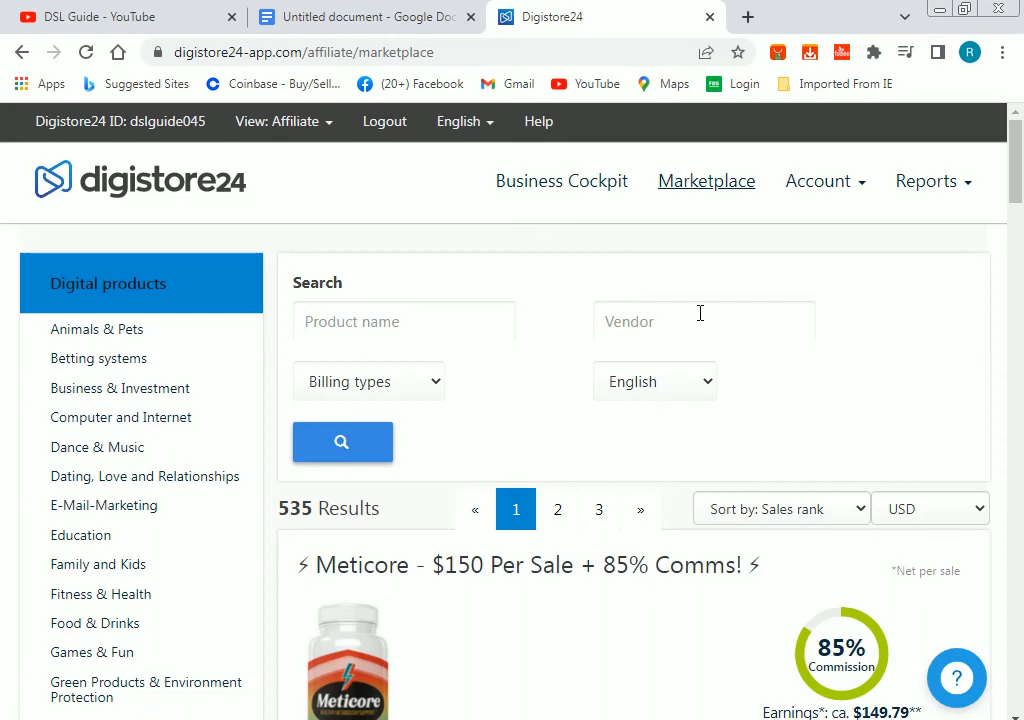 DSL Guide - YouTube
Untitled document - Google Doc
Digistore24
digistore24-app.com/affiliate/marketplace
R
Apps
Suggested Sites
Coinbase - Buy/Sell...
(20+) Facebook
Gmail
YouTube
Maps
Login
Imported From IE
Digistore24 ID: dslguide045
View: Affiliate
Logout
English
Help
digistore24
Business Cockpit
Marketplace
Account
Reports
Digital products
Animals & Pets
Betting systems
Business & Investment
Computer and Internet
Dance & Music
Dating, Love and Relationships
E-Mail-Marketing
Education
Family and Kids
Fitness & Health
Food & Drinks
Games & Fun
Green Products & Environment
Protection
Search
Product name
Vendor
Billing types
English
535 Results
« 1 2 3 »
Sort by: Sales rank
USD
⚡ Meticore - $150 Per Sale + 85% Comms! ⚡
*Net per sale
Meticore
85%
Commission
?
Earnings*: ca. $149.79**